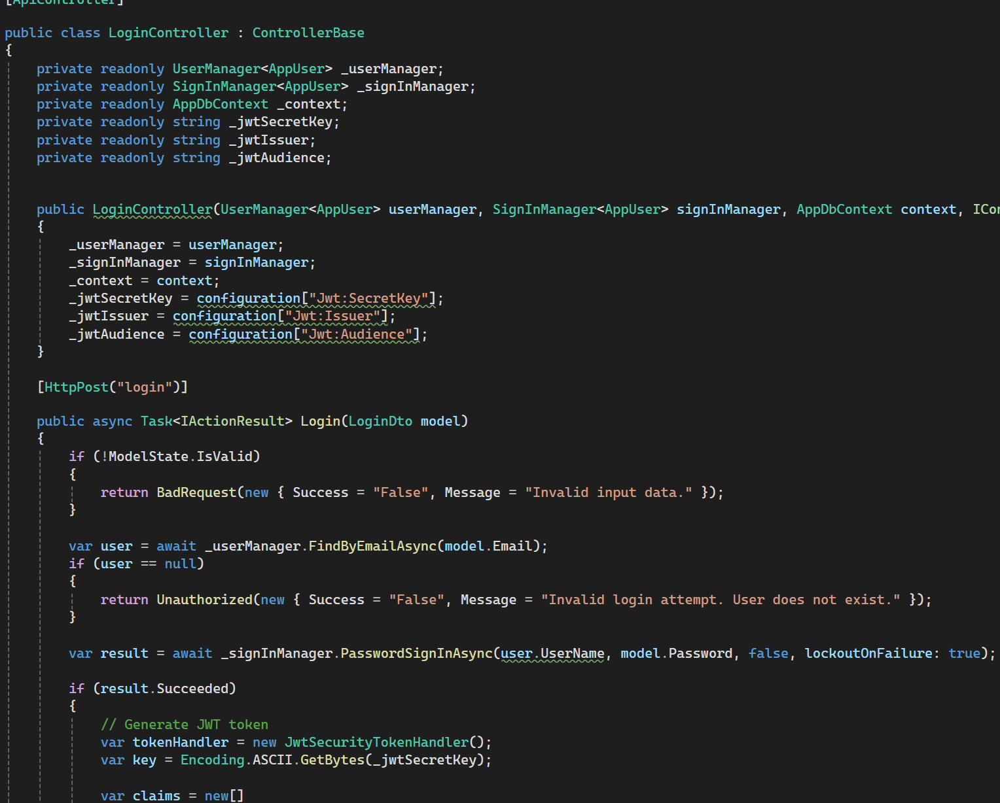 [ApiController]
public class LoginController : ControllerBase
{
private readonly UserManager<AppUser> _userManager;
private readonly SignInManager<AppUser> _signInManager;
private readonly AppDbContext _context;
private readonly string _jwtSecretKey;
private readonly string _jwtIssuer;
private readonly string _jwtAudience;
public LoginController(UserManager<AppUser> userManager, SignInManager<AppUser> signInManager, AppDbContext context, ICon
{
_userManager = userManager;
_signInManager = signInManager;
_context = context;
_jwtSecretKey = configuration["Jwt:SecretKey"];
_jwtIssuer = configuration["Jwt:Issuer"];
_jwtAudience = configuration["Jwt:Audience"];
}
[HttpPost("login")]
public async Task<IActionResult> Login(LoginDto model)
{
if (!ModelState.IsValid)
{
return BadRequest(new { Success = "False", Message = "Invalid input data." });
}
var user = await _userManager.FindByEmailAsync(model.Email);
if (user == null)
{
return Unauthorized(new { Success = "False", Message = "Invalid login attempt. User does not exist." });
}
var result = await _signInManager.PasswordSignInAsync(user.UserName, model.Password, false, lockoutOnFailure: true);
if (result.Succeeded)
{
// Generate JWT token
var tokenHandler = new JwtSecurityTokenHandler();
var key = Encoding.ASCII.GetBytes(_jwtSecretKey);
var claims = new[]